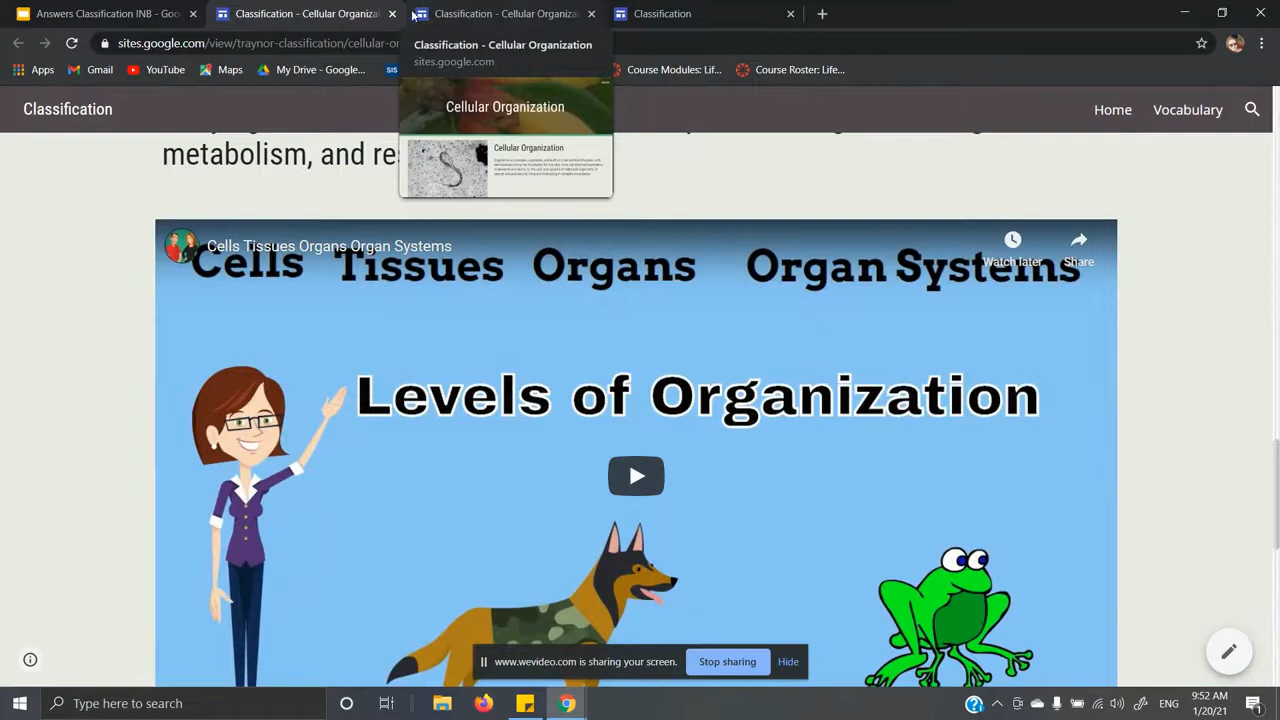 Answers Classification INB - Goo
Classification - Cellular Organizat
Classification - Cellular Organizat
Classification
sites.google.com/view/traynor-classification/cellular-or
Classification - Cellular Organization
sites.google.com
Apps
Gmail
YouTube
Maps
My Drive - Google...
SIS
Course Modules: Lif...
Course Roster: Life...
Cellular Organization
Cellular Organization
Classification
Home
Vocabulary
metabolism, and res
Cells Tissues Organs Organ Systems
Watch later
Share
Cells Tissues Organs Organ Systems
Levels of Organization
www.wevideo.com is sharing your screen.
Stop sharing
Hide
Type here to search
ENG
9:52 AM
1/20/21